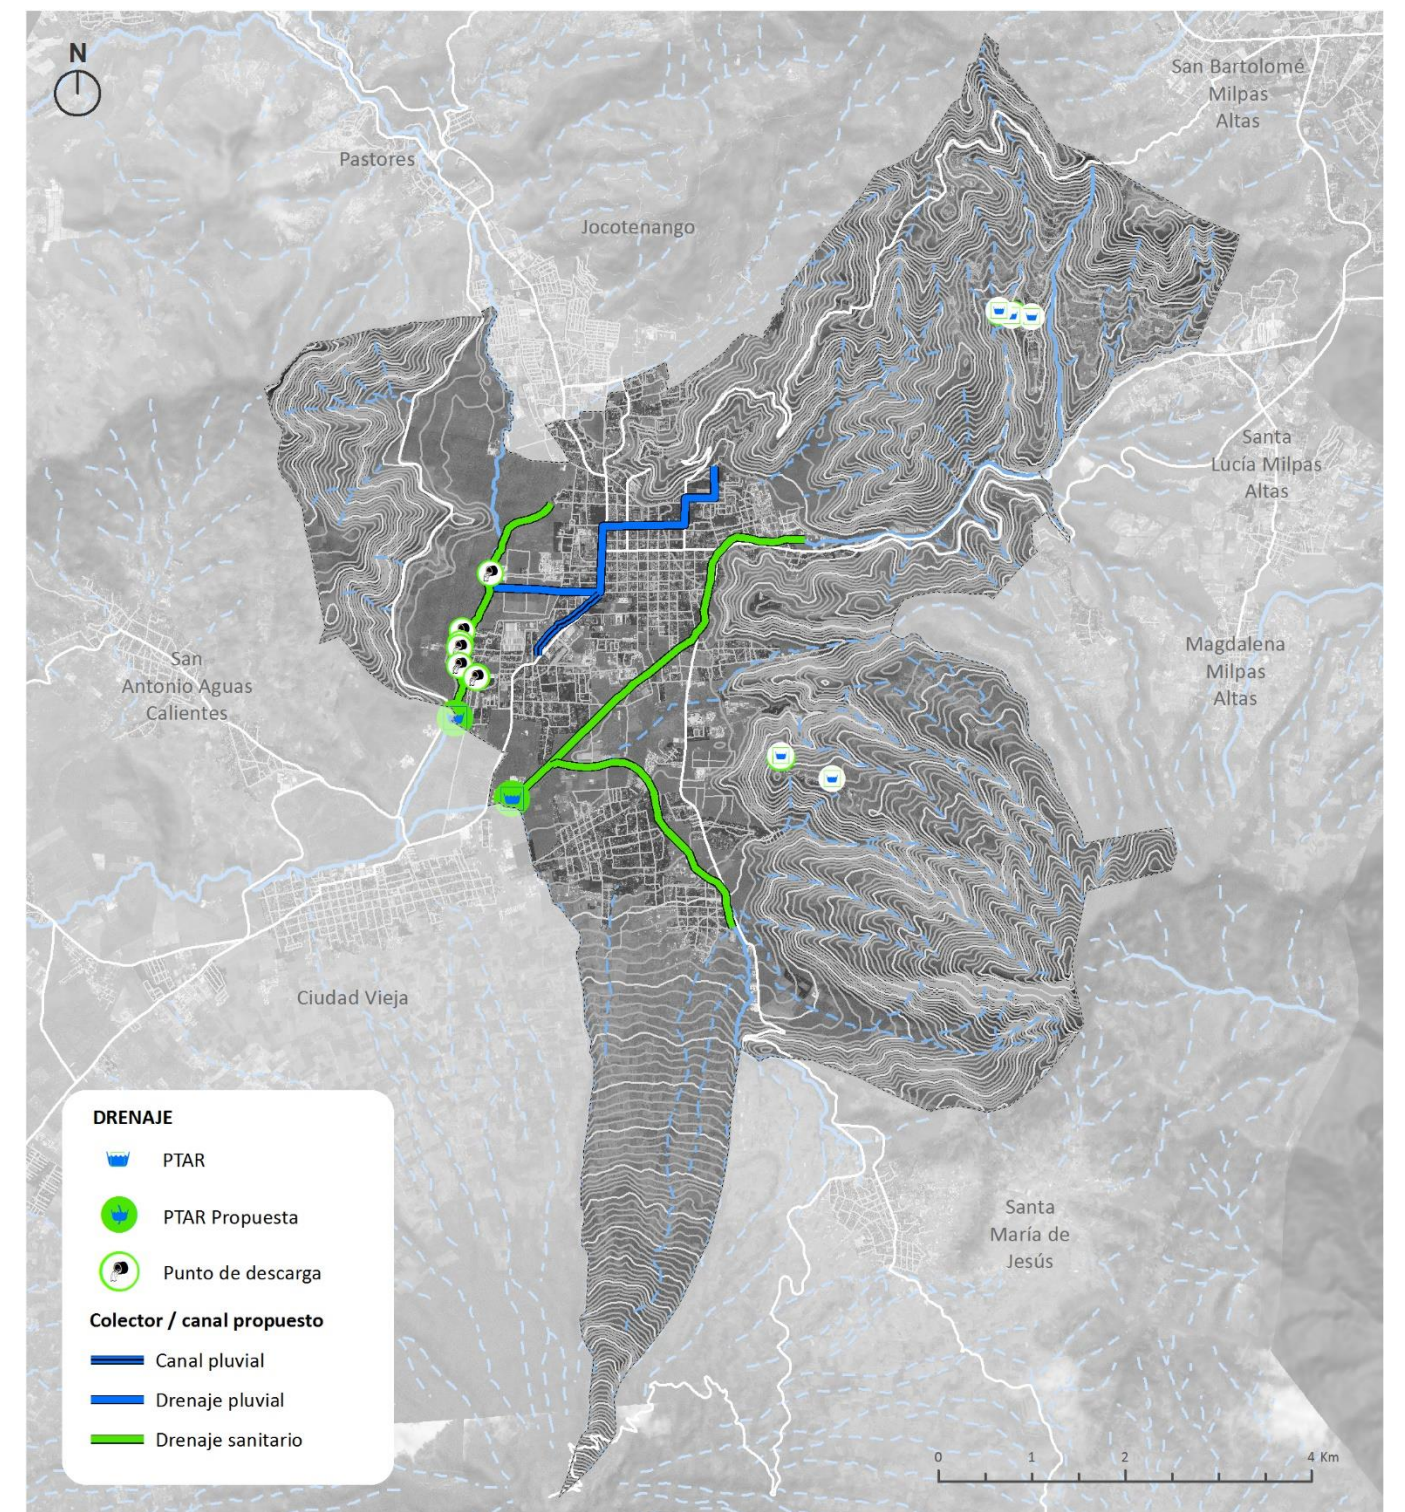 N
San Bartolomé
Milpas
Altas
Pastores
Jocotenango
Santa
Lucía Milpas
Altas
San
Antonio Aguas
Calientes
Magdalena
Milpas
Altas
Ciudad Vieja
Santa
María de
Jesús
DRENAJE
PTAR
PTAR Propuesta
Punto de descarga
Colector / canal propuesto
Canal pluvial
Drenaje pluvial
Drenaje sanitario
0 1 2 4 Km